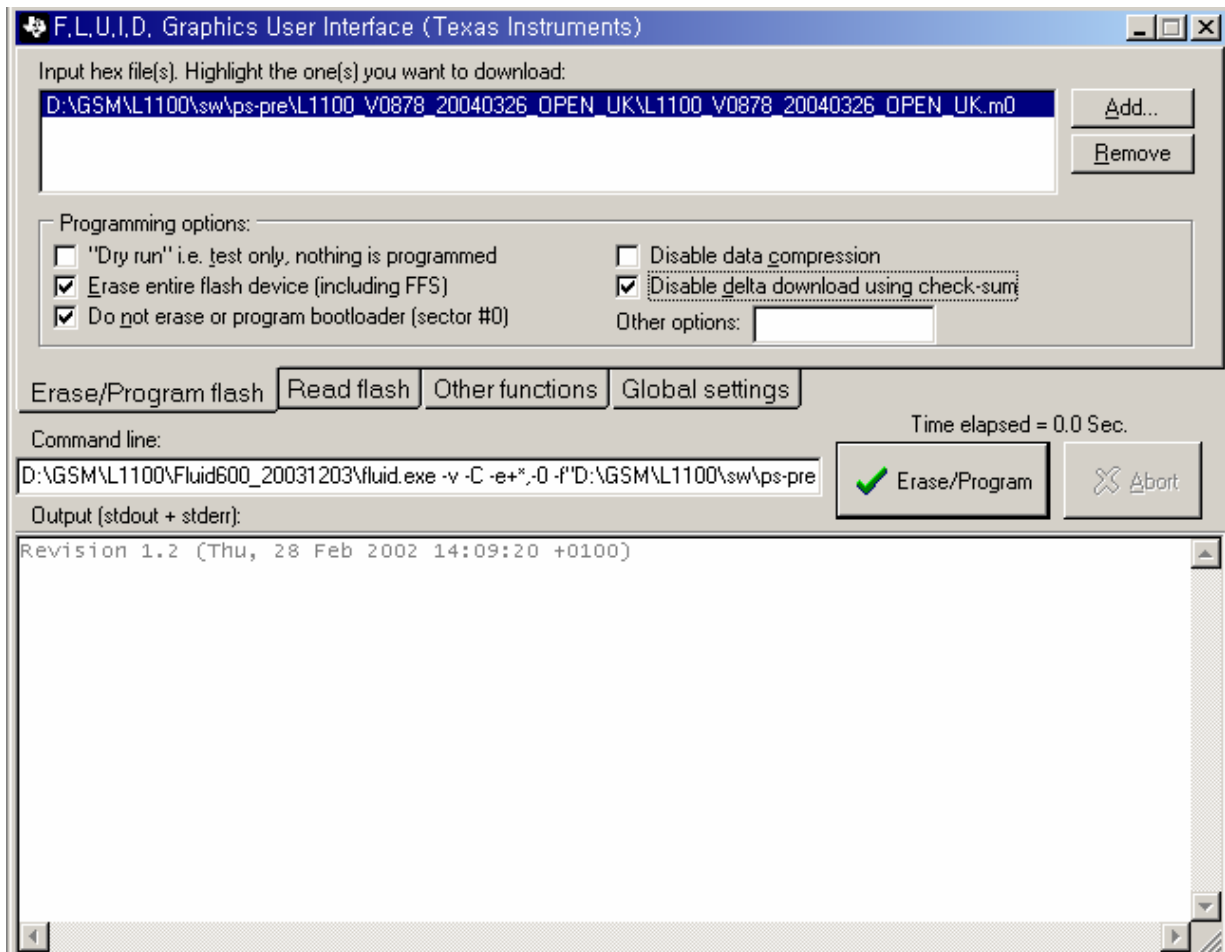 F,L,U,I,D, Graphics User Interface (Texas Instruments)
Input hex file(s). Highlight the one(s) you want to download:
D:\GSM\L1100\sw\ps-pre\L1100_V0878_20040326_OPEN_UK\L1100_V0878_20040326_OPEN_UK.m0
Add...
Remove
Programming options:
"Dry run" i.e. test only, nothing is programmed
Disable data compression
Erase entire flash device (including FFS)
Disable delta download using check-sum
Do not erase or program bootloader (sector #0)
Other options:
Erase/Program flash
Read flash
Other functions
Global settings
Time elapsed = 0.0 Sec.
Command line:
D:\GSM\L1100\Fluid600_20031203\fluid.exe -v -C -e+*,-0 -f"D:\GSM\L1100\sw\ps-pre
Erase/Program
Abort
Output (stdout + stderr):
Revision 1.2 (Thu, 28 Feb 2002 14:09:20 +0100)